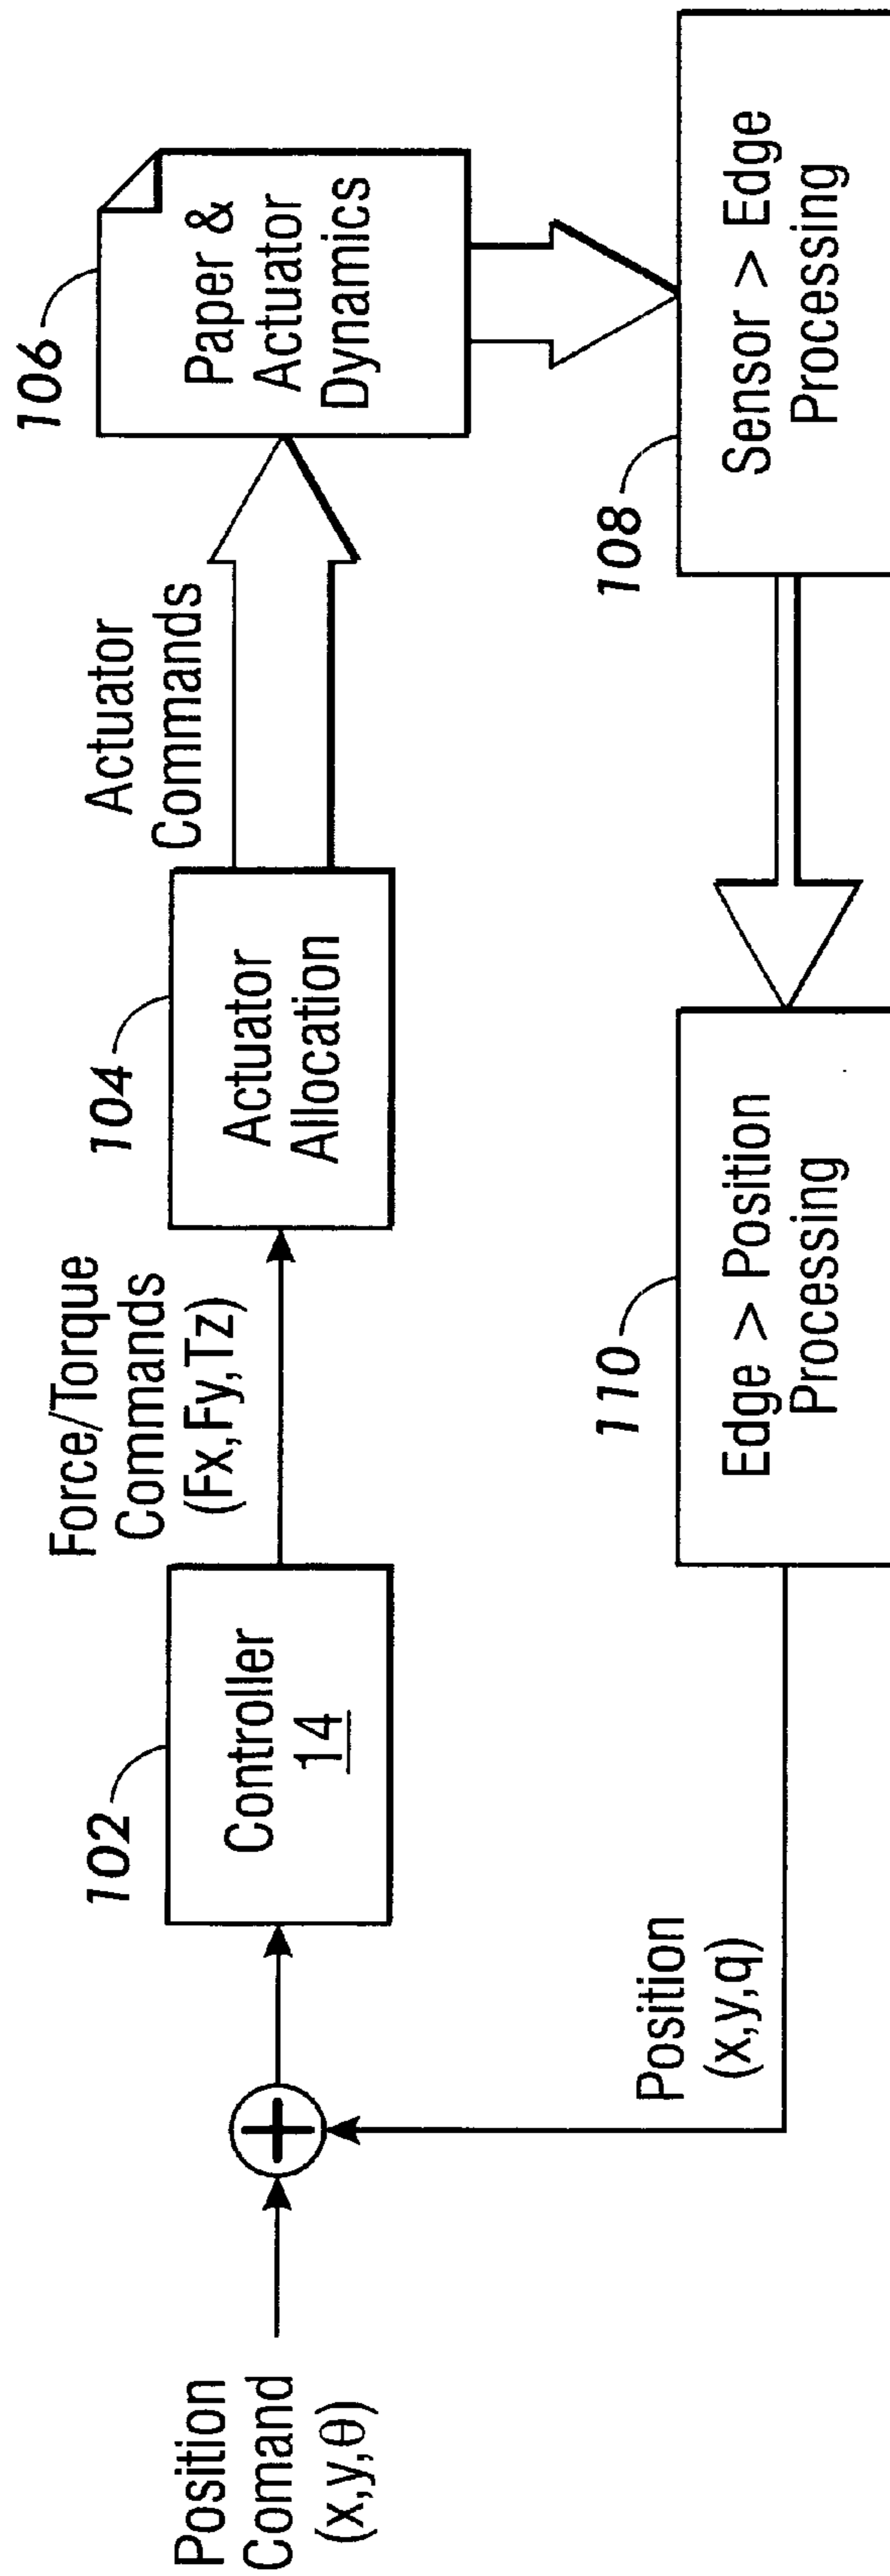 Position
Comand
(x,y,θ)
102
Controller
14
Force/Torque
Commands
(Fx,Fy,Tz)
104
Actuator
Allocation
Actuator
Commands
106
Paper &
Actuator
Dynamics
108
Sensor > Edge
Processing
110
Edge > Position
Processing
Position
(x,y,q)